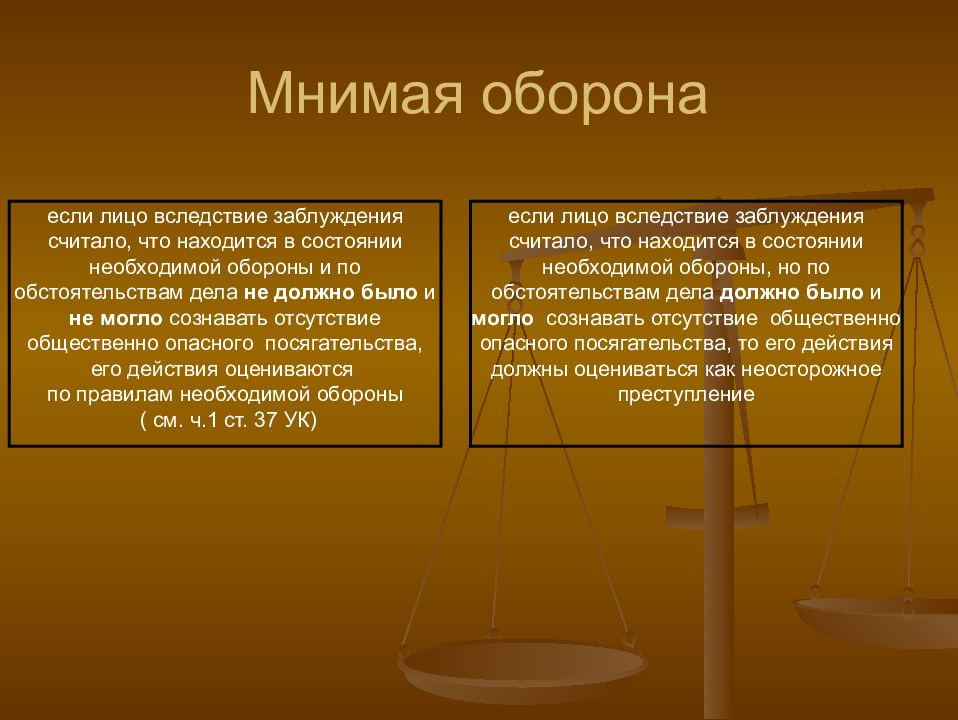 Мнимая оборона
если лицо вследствие заблуждения
считало, что находится в состоянии
необходимой обороны и по
обстоятельствам дела не должно было и
не могло сознавать отсутствие
общественно опасного посягательства,
его действия оцениваются
по правилам необходимой обороны
( см. ч.1 ст. 37 УК)
если лицо вследствие заблуждения
считало, что находится в состоянии
необходимой обороны, но по
обстоятельствам дела должно было и
могло сознавать отсутствие общественно
опасного посягательства, то его действия
должны оцениваться как неосторожное
преступление